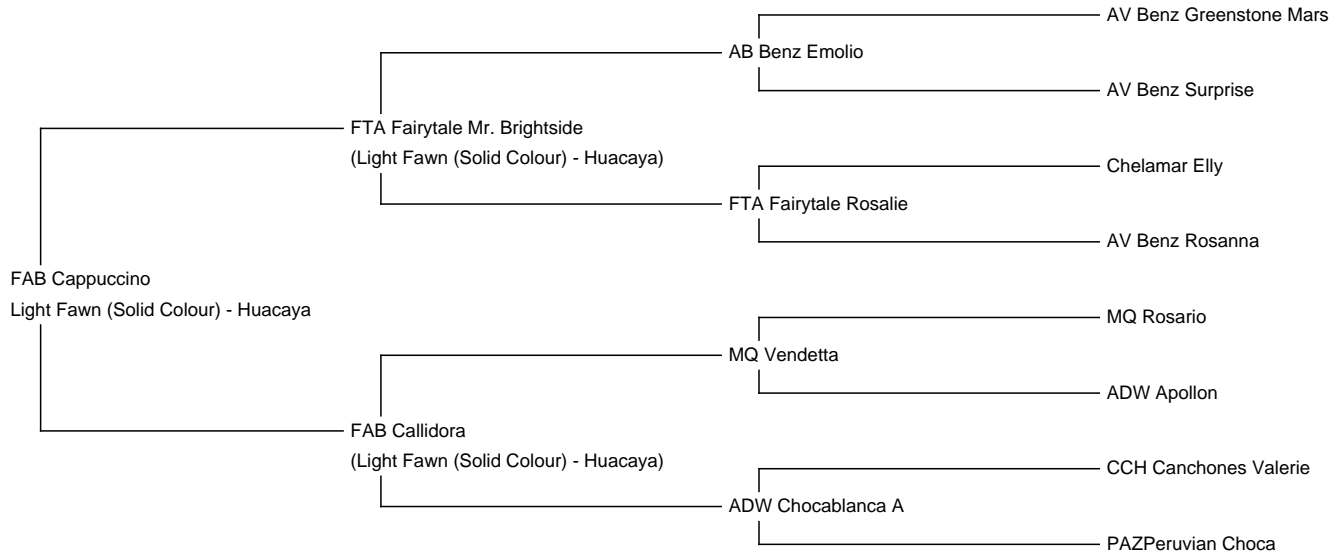 AV Benz Greenstone Mars
AB Benz Emolio
AV Benz Surprise
FTA Fairytale Mr. Brightside
(Light Fawn (Solid Colour) - Huacaya)
Chelamar Elly
FTA Fairytale Rosalie
AV Benz Rosanna
FAB Cappuccino
Light Fawn (Solid Colour) - Huacaya
MQ Rosario
MQ Vendetta
ADW Apollon
FAB Callidora
(Light Fawn (Solid Colour) - Huacaya)
CCH Canchones Valerie
ADW Chocablanca A
PAZPeruvian Choca